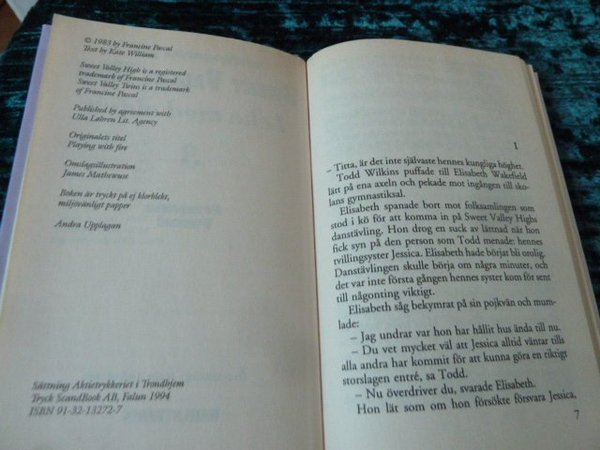 © 1983 by Francine Pascal
Text by Kate William
Sweet Valley High is a registered
trademark of Francine Pascal
Sweet Valley Twins is a trademark
of Francine Pascal
Published by agreement with
Ulla Løhren Lit. Agency
Originalets titel
Playing with fire
Omslagsillustration
James Mathewuse
Boken är tryckt på ej klorblekt,
miljövänligt papper
Andra Upplagan
Sättning Aktietrykkeriet i Trondhjem
Tryck ScandBook AB, Falun 1994
ISBN 91-32-13272-7
1
– Titta, är det inte självaste hennes kungliga höghet.
Todd Wilkins puffade till Elisabeth Wakefield
lätt på ena axeln och pekade mot ingången till sko-
lans gymnastiksal.
Elisabeth spanade bort mot folksamlingen som
stod i kö för att komma in på Sweet Valley Highs
danstävling. Hon drog en suck av lättnad när hon
fick syn på den person som Todd menade: hennes
tvillingsyster Jessica. Elisabeth hade börjat bli orolig.
Danstävlingen skulle börja om några minuter, och
det var inte första gången hennes syster kom för sent
till någonting viktigt.
Elisabeth såg bekymrat på sin pojkvän och mum-
lade:
– Jag undrar var hon har hållit hus ända till nu.
– Du vet mycket väl att Jessica alltid väntar tills
alla andra har kommit för att kunna göra en riktigt
storslagen entré, sa Todd.
– Nu överdriver du, svarade Elisabeth.
Hon lät som om hon försökte försvara Jessica,
7